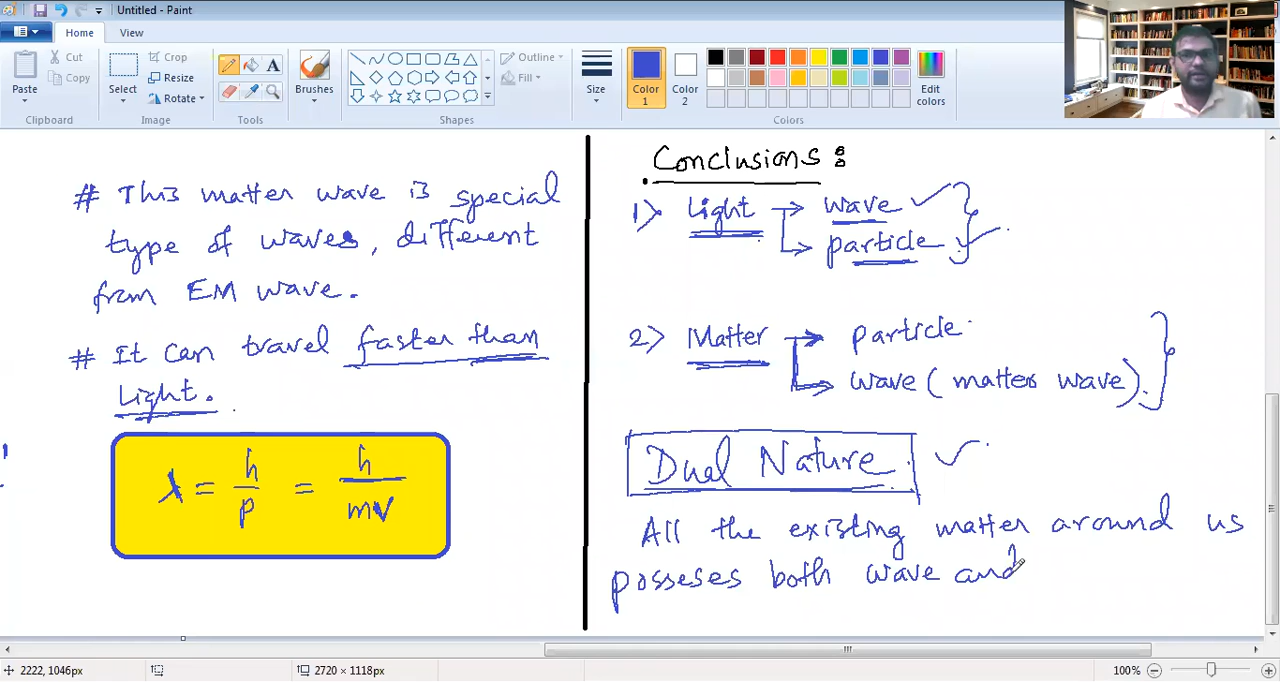 Untitled - Paint
Home
View
Paste
Cut
Copy
Clipboard
Select
Crop
Resize
Rotate
Image
Tools
Brushes
Shapes
Outline
Fill
Size
Color 1
Color 2
Edit colors
Colors
# This matter wave is special
type of waves, different
from EM wave.
# It can travel faster than
Light.
λ = h/p = h/mv
Conclusions :
1) Light → wave ✓
→ particle ✓
2) Matter → particle
→ wave (matter wave).
Dual Nature. ✓
All the existing matter around us
posseses both wave and
2222, 1046px
2720 × 1118px
100%